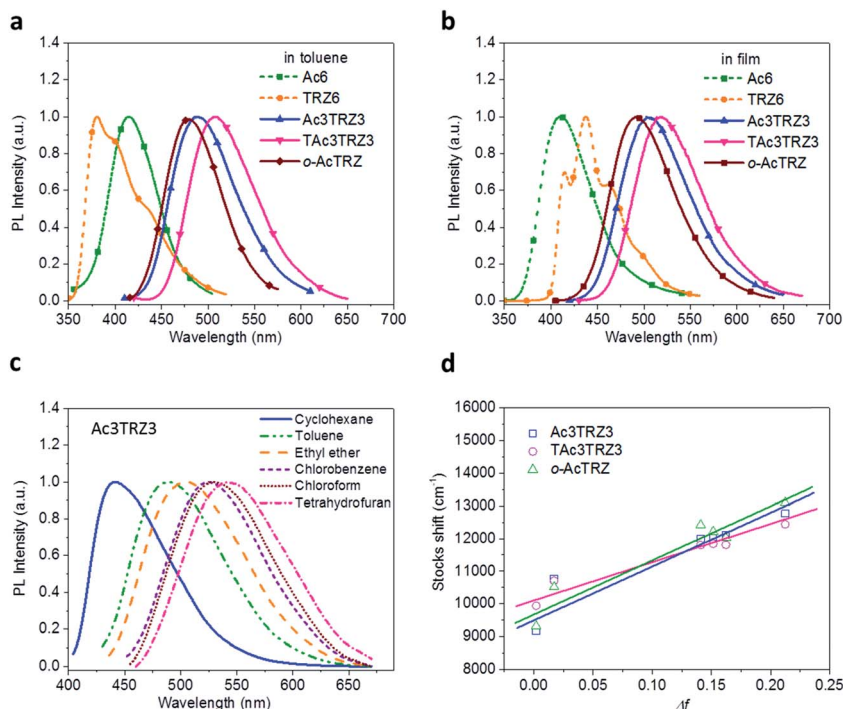 a
in toluene
Ac6
TRZ6
Ac3TRZ3
TAc3TRZ3
o-AcTRZ
PL Intensity (a.u.)
1.0
0.8
0.6
0.4
0.2
0.0
350 400 450 500 550 600 650 700
Wavelength (nm)
b
in film
Ac6
TRZ6
Ac3TRZ3
TAc3TRZ3
o-AcTRZ
PL Intensity (a.u.)
1.4
1.2
1.0
0.8
0.6
0.4
0.2
0.0
350 400 450 500 550 600 650 700
Wavelength (nm)
c
Ac3TRZ3
Cyclohexane
Toluene
Ethyl ether
Chlorobenzene
Chloroform
Tetrahydrofuran
PL Intensity (a.u.)
1.4
1.2
1.0
0.8
0.6
0.4
0.2
0.0
400 450 500 550 600 650
Wavelength (nm)
d
Ac3TRZ3
TAc3TRZ3
o-AcTRZ
Stocks shift (cm⁻¹)
16000
15000
14000
13000
12000
11000
10000
9000
8000
0.00 0.05 0.10 0.15 0.20 0.25
Δf